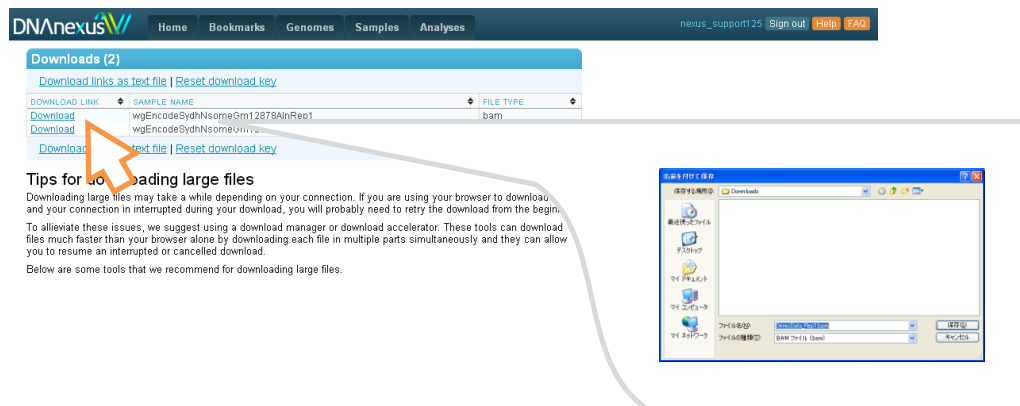 DNAnexus Home Bookmarks Genomes Samples Analyses nexus_support125 Sign out Help FAQ
Downloads (2)
Download links as text file | Reset download key
DOWNLOAD LINK SAMPLE NAME FILE TYPE
Download wgEncodeSydhNsomeGm12878AlnRep1 bam
Download
text file | Reset download key
Tips for loading large files
Downloading large files may take a while depending on your connection. If you are using your browser to download
and your connection in interrupted during your download, you will probably need to retry the download from the begin
To allieviate these issues, we suggest using a download manager or download accelerator. These tools can download
files much faster than your browser alone by downloading each file in multiple parts simultaneously and they can allow
you to resume an interrupted or cancelled download.
Below are some tools that we recommend for downloading large files.
名前を付けて保存
保存する場所(I): Downloads
最近使ったファイル
デスクトップ
マイ ドキュメント
マイ コンピュータ
マイ ネットワーク
ファイル名(N): DemoData_Rep1.bam 保存(S)
ファイルの種類(T): BAM ファイル (bam) キャンセル